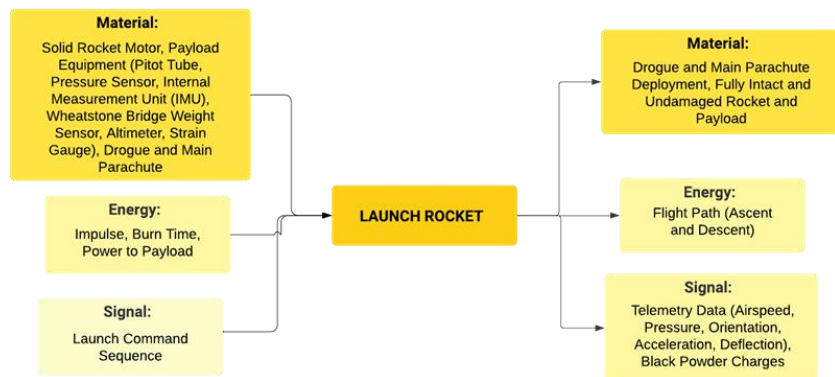 Material:
Solid Rocket Motor, Payload
Equipment (Pitot Tube,
Pressure Sensor, Internal
Measurement Unit (IMU),
Wheatstone Bridge Weight
Sensor, Altimeter, Strain
Gauge), Drogue and Main
Parachute
Energy:
Impulse, Burn Time,
Power to Payload
Signal:
Launch Command
Sequence
LAUNCH ROCKET
Material:
Drogue and Main Parachute
Deployment, Fully Intact and
Undamaged Rocket and
Payload
Energy:
Flight Path (Ascent
and Descent)
Signal:
Telemetry Data (Airspeed,
Pressure, Orientation,
Acceleration, Deflection),
Black Powder Charges